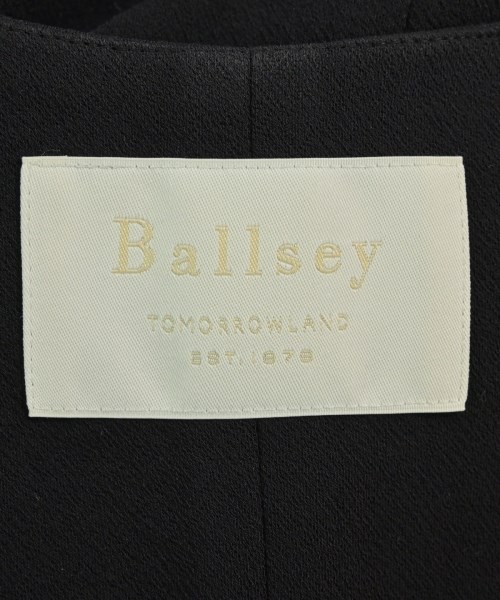 Ballsey
TOMORROWLAND
EST. 1978